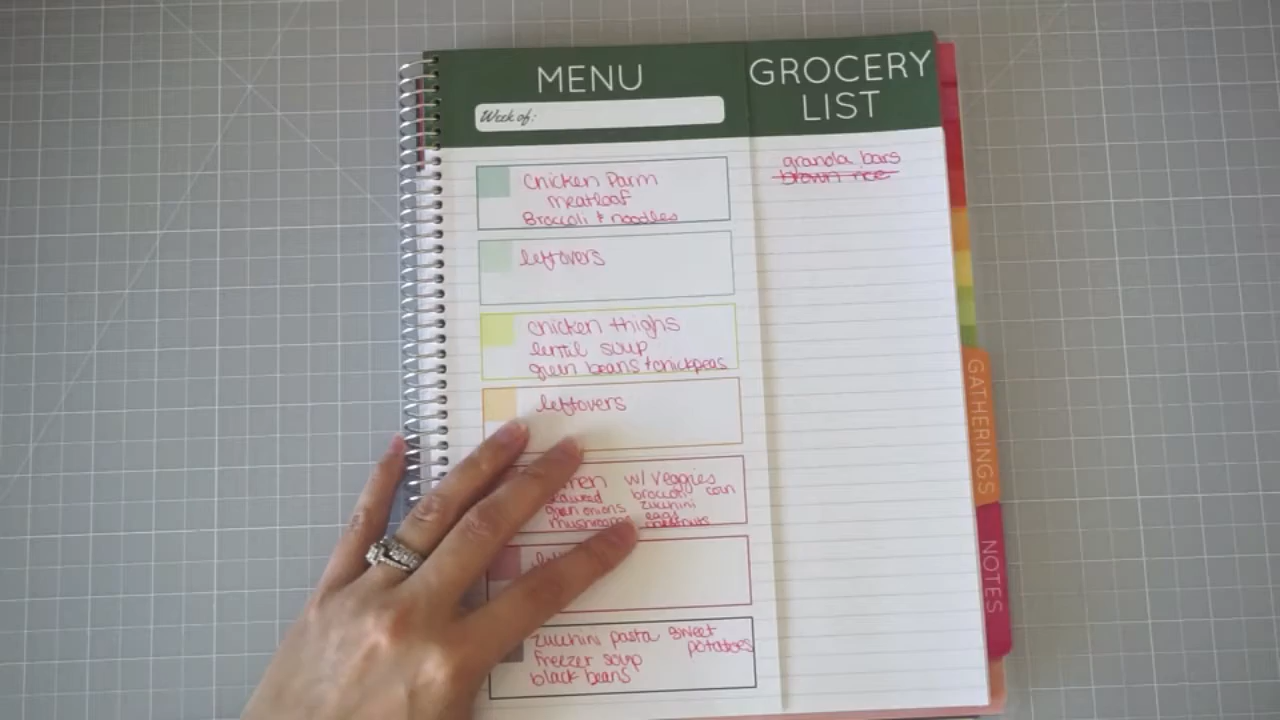 MENU
Week of:
chicken parm
meatloaf
Broccoli & noodles
leftovers
chicken thighs
lentil soup
green beans + chickpeas
leftovers
w/ veggies
broccoli corn
green onions zucchini
mushrooms eggs
zucchini pasta sweet
potatoes
freezer soup
black beans
GROCERY
LIST
granola bars
brown rice
GATHERINGS
NOTES